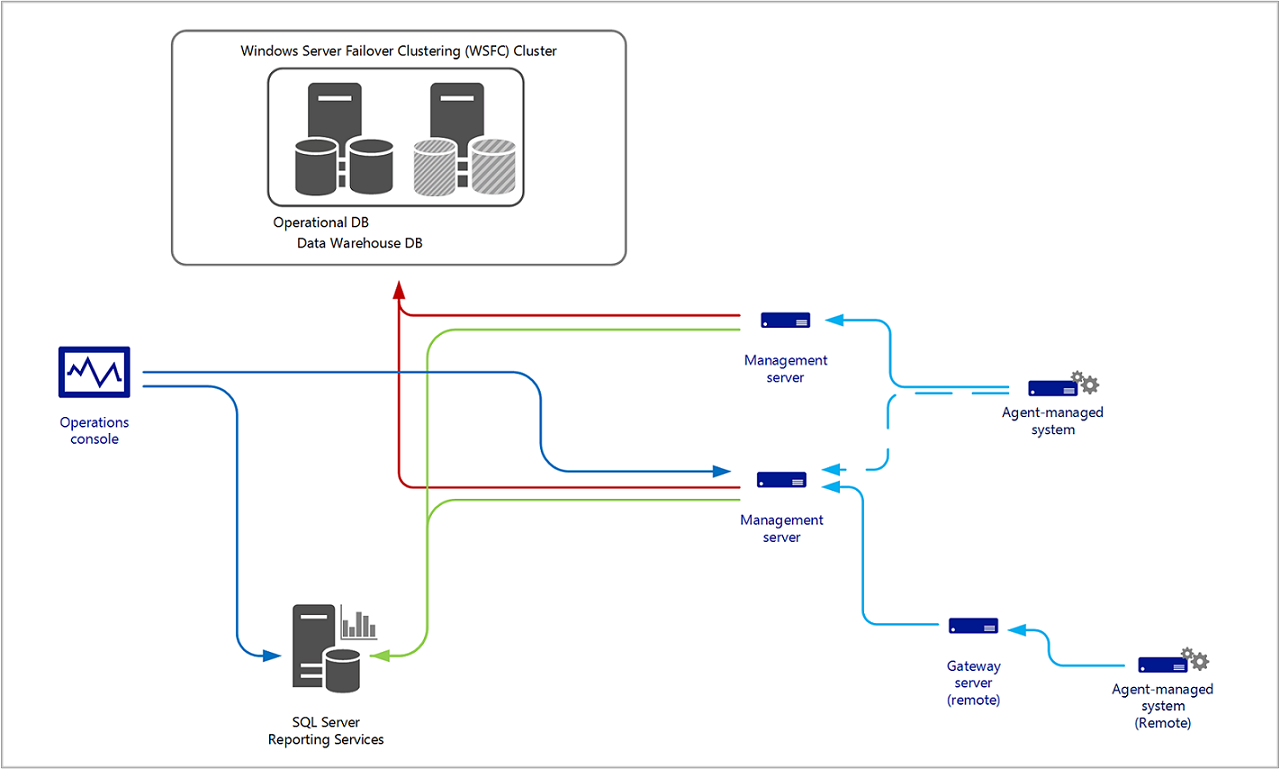 Windows Server Failover Clustering (WSFC) Cluster
Operational DB
Data Warehouse DB
Management
server
Operations
console
Agent-managed
system
Management
server
Gateway
server
(remote)
Agent-managed
system
(Remote)
SQL Server
Reporting Services